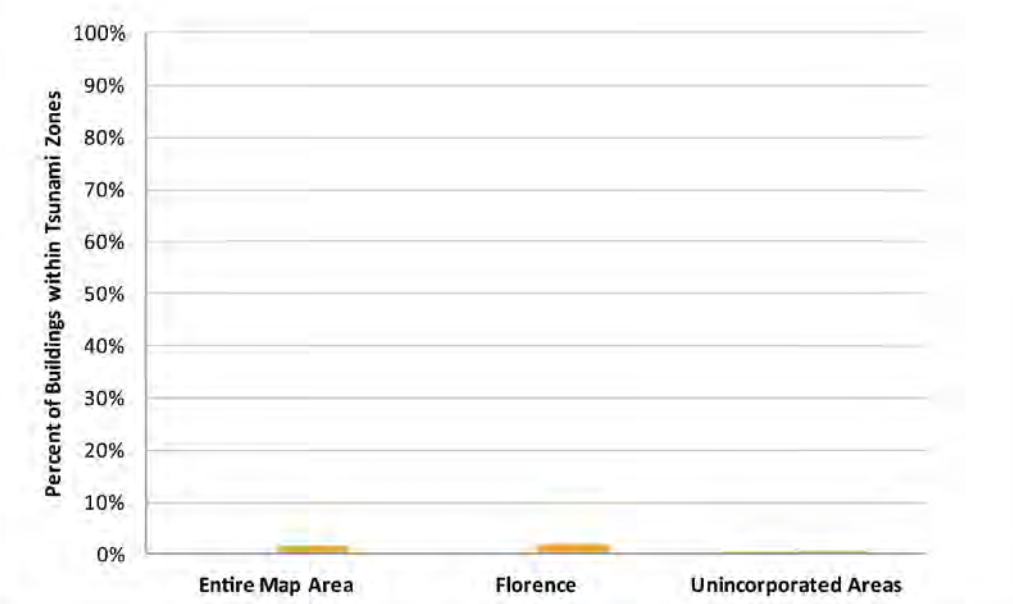 Percent of Buildings within Tsunami Zones
100%
90%
80%
70%
60%
50%
40%
30%
20%
10%
0%
Entire Map Area
Florence
Unincorporated Areas